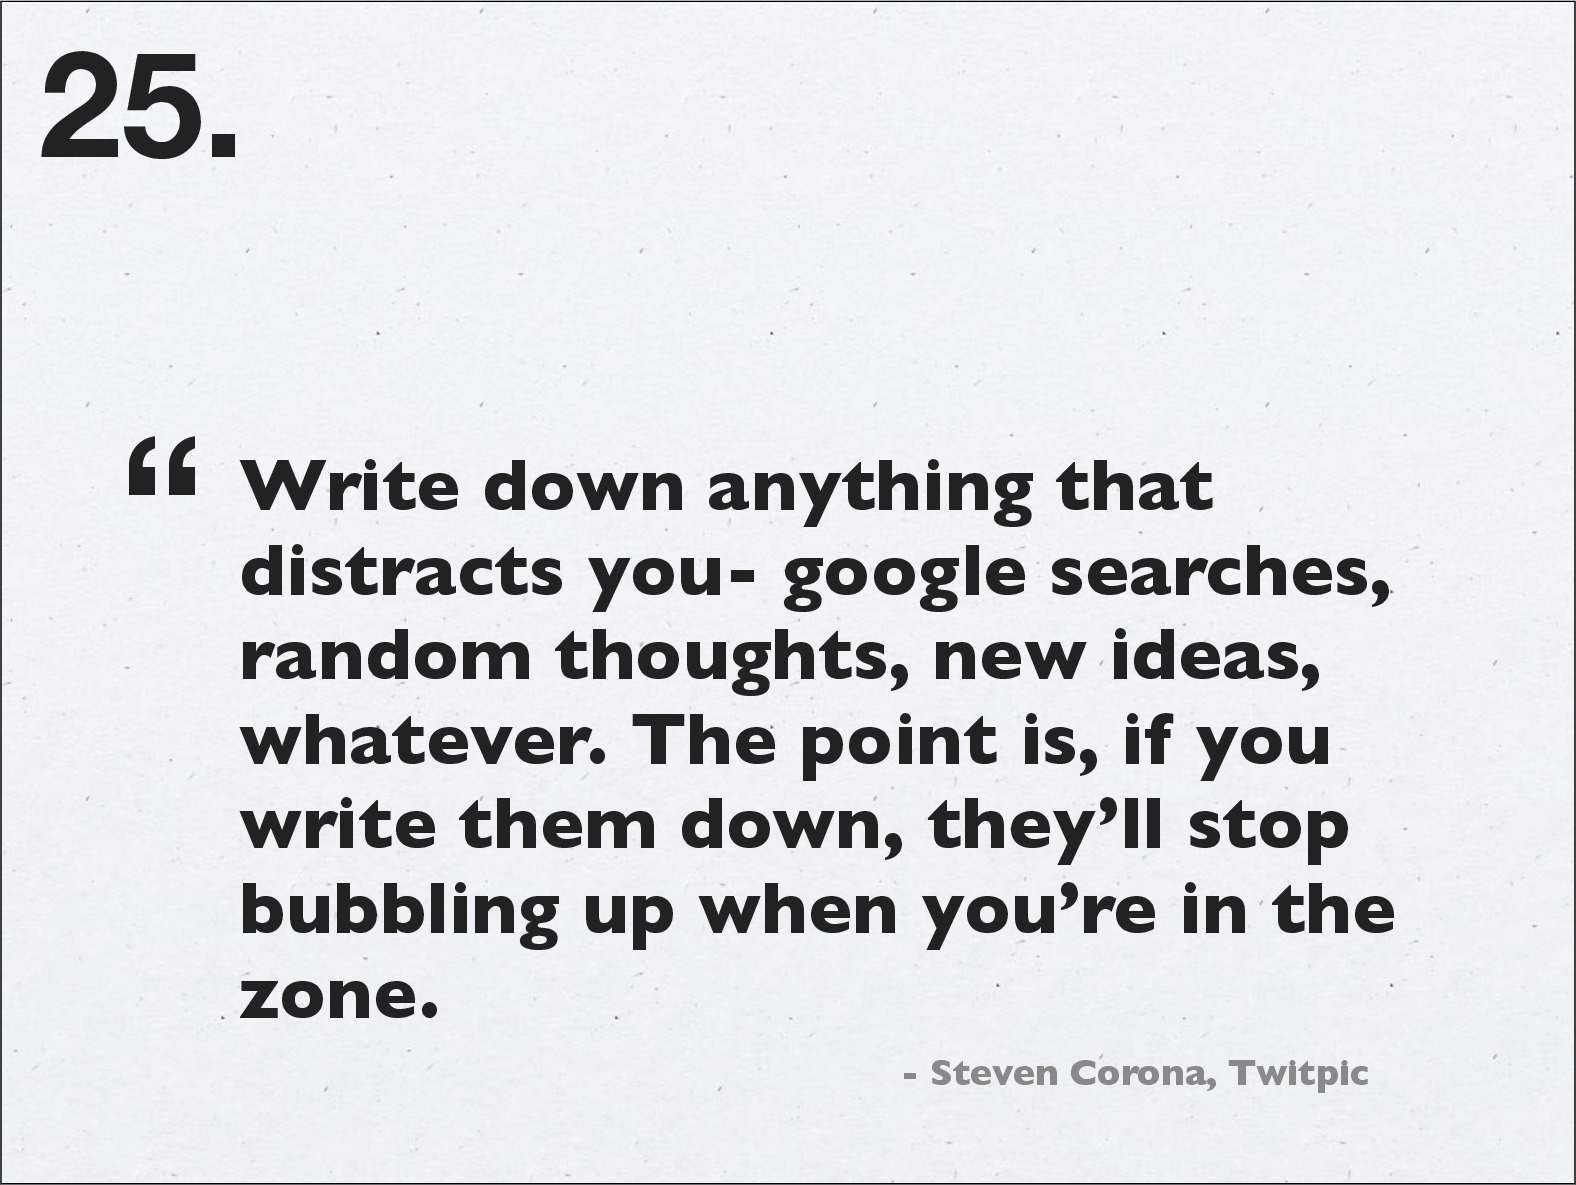 25.
“ Write down anything that
distracts you- google searches,
random thoughts, new ideas,
whatever. The point is, if you
write them down, they’ll stop
bubbling up when you’re in the
zone.
- Steven Corona, Twitpic